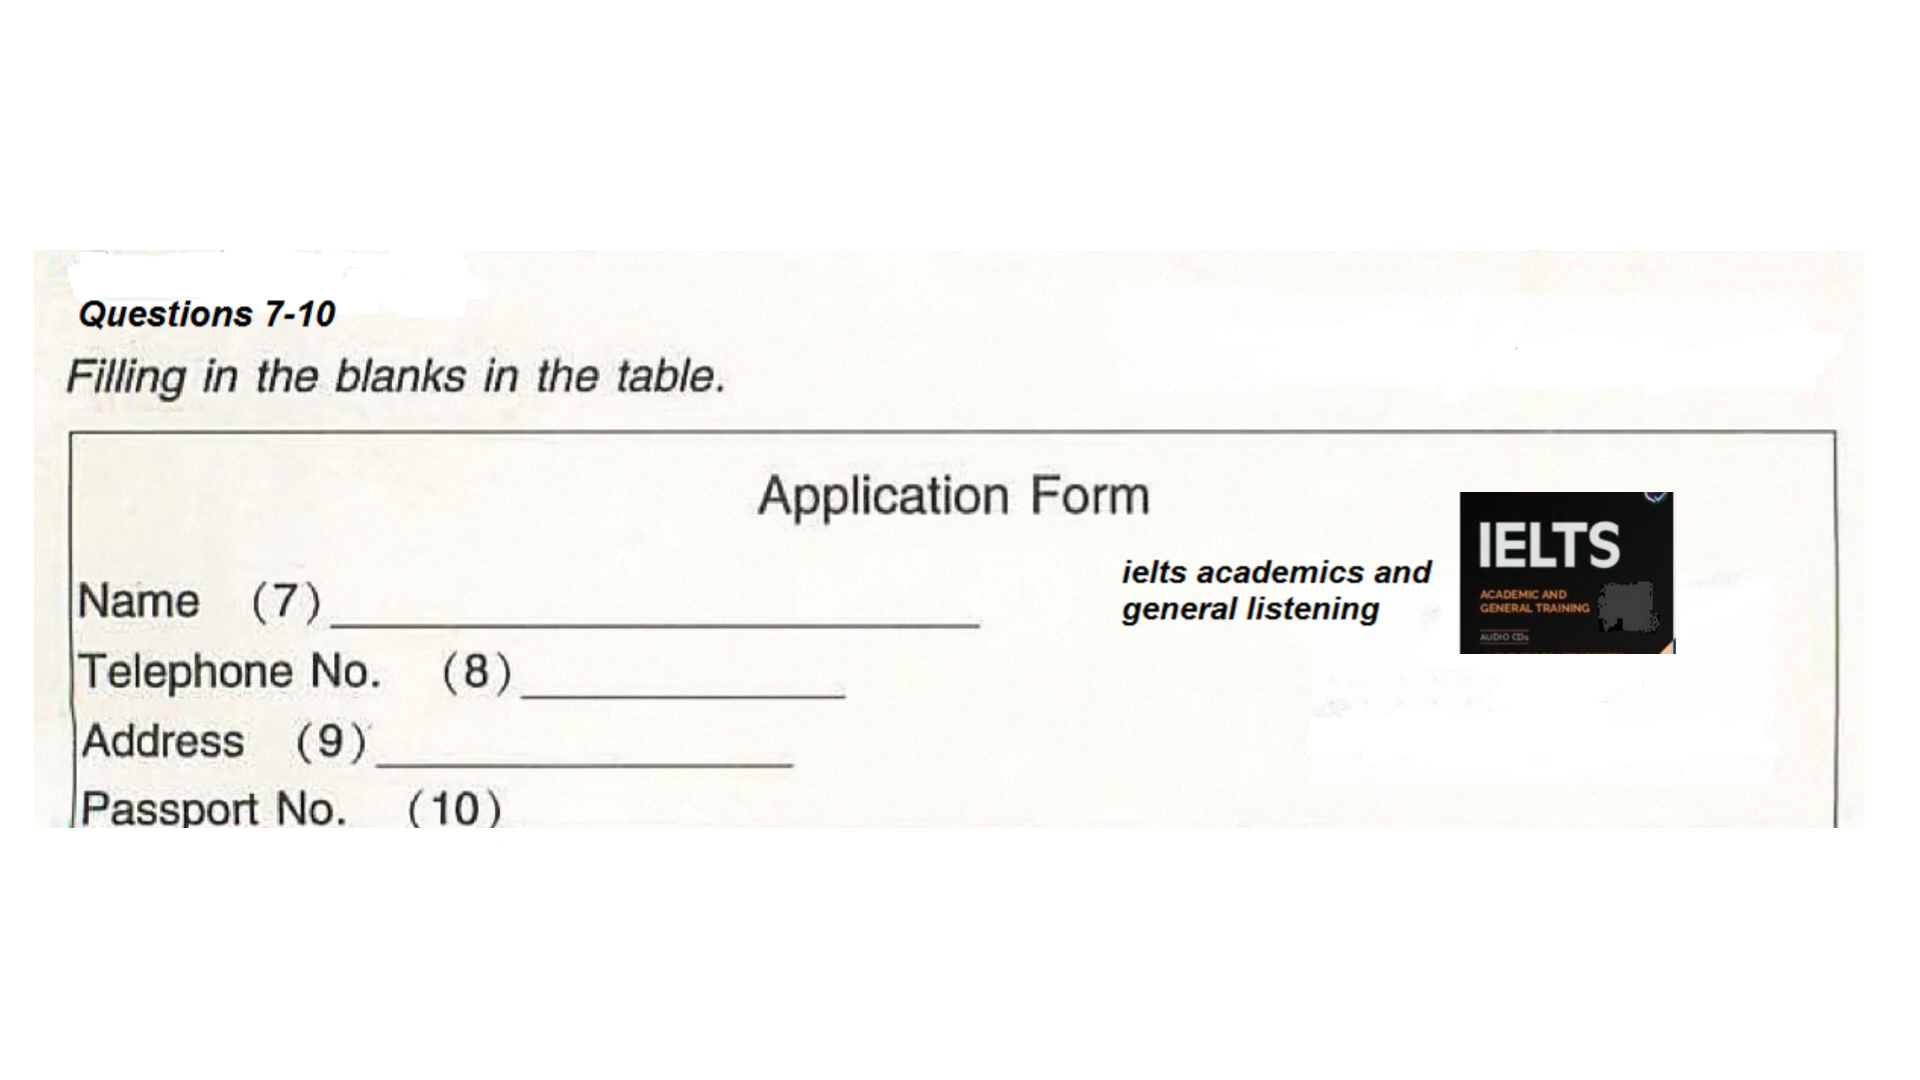 Questions 7-10
Filling in the blanks in the table.
Application Form
ielts academics and
general listening
IELTS
ACADEMIC AND
GENERAL TRAINING
AUDIO CDs
Name (7)
Telephone No. (8)
Address (9)
Passport No. (10)